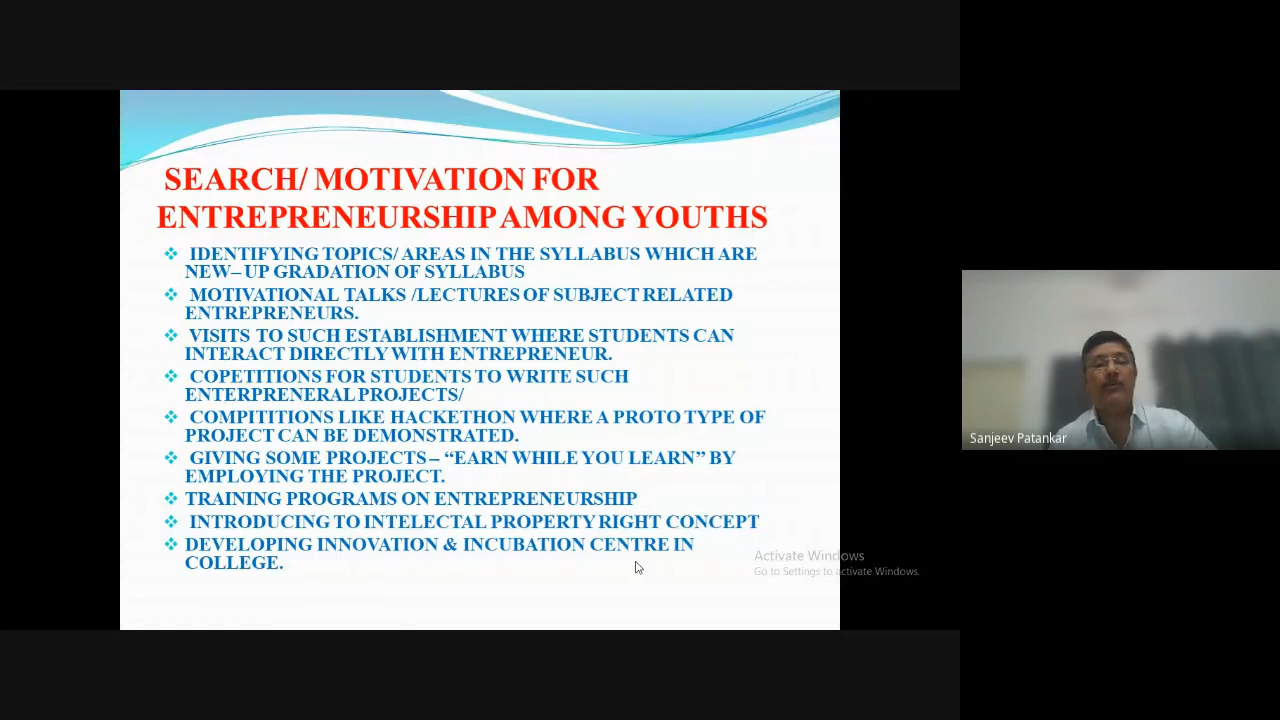 SEARCH/ MOTIVATION FOR
ENTREPRENEURSHIP AMONG YOUTHS
❖ IDENTIFYING TOPICS/ AREAS IN THE SYLLABUS WHICH ARE
NEW– UP GRADATION OF SYLLABUS
❖ MOTIVATIONAL TALKS /LECTURES OF SUBJECT RELATED
ENTREPRENEURS.
❖ VISITS TO SUCH ESTABLISHMENT WHERE STUDENTS CAN
INTERACT DIRECTLY WITH ENTREPRENEUR.
❖ COPETITIONS FOR STUDENTS TO WRITE SUCH
ENTERPRENERAL PROJECTS/
❖ COMPITITIONS LIKE HACKETHON WHERE A PROTO TYPE OF
PROJECT CAN BE DEMONSTRATED.
❖ GIVING SOME PROJECTS – “EARN WHILE YOU LEARN” BY
EMPLOYING THE PROJECT.
❖ TRAINING PROGRAMS ON ENTREPRENEURSHIP
❖ INTRODUCING TO INTELECTAL PROPERTY RIGHT CONCEPT
❖ DEVELOPING INNOVATION & INCUBATION CENTRE IN
COLLEGE.
Activate Windows
Go to Settings to activate Windows.
Sanjeev Patankar